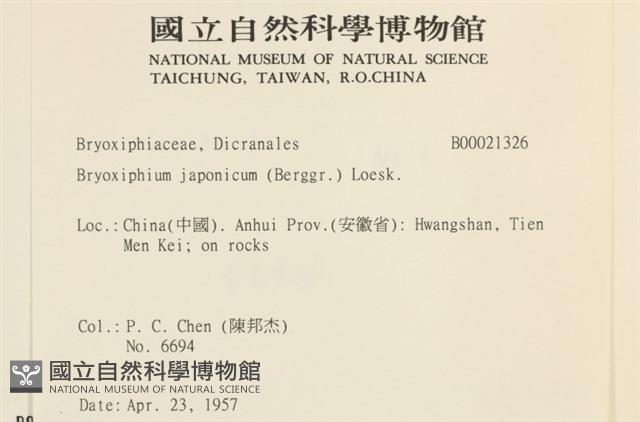 國立自然科學博物館
NATIONAL MUSEUM OF NATURAL SCIENCE
TAICHUNG, TAIWAN, R.O.CHINA
Bryoxiphiaceae, Dicranales B00021326
Bryoxiphium japonicum (Berggr.) Loesk.
Loc.: China(中國). Anhui Prov.(安徽省): Hwangshan, Tien
Men Kei; on rocks
Col.: P. C. Chen (陳邦杰)
No. 6694
國立自然科學博物館
NATIONAL MUSEUM OF NATURAL SCIENCE
Date: Apr. 23, 1957